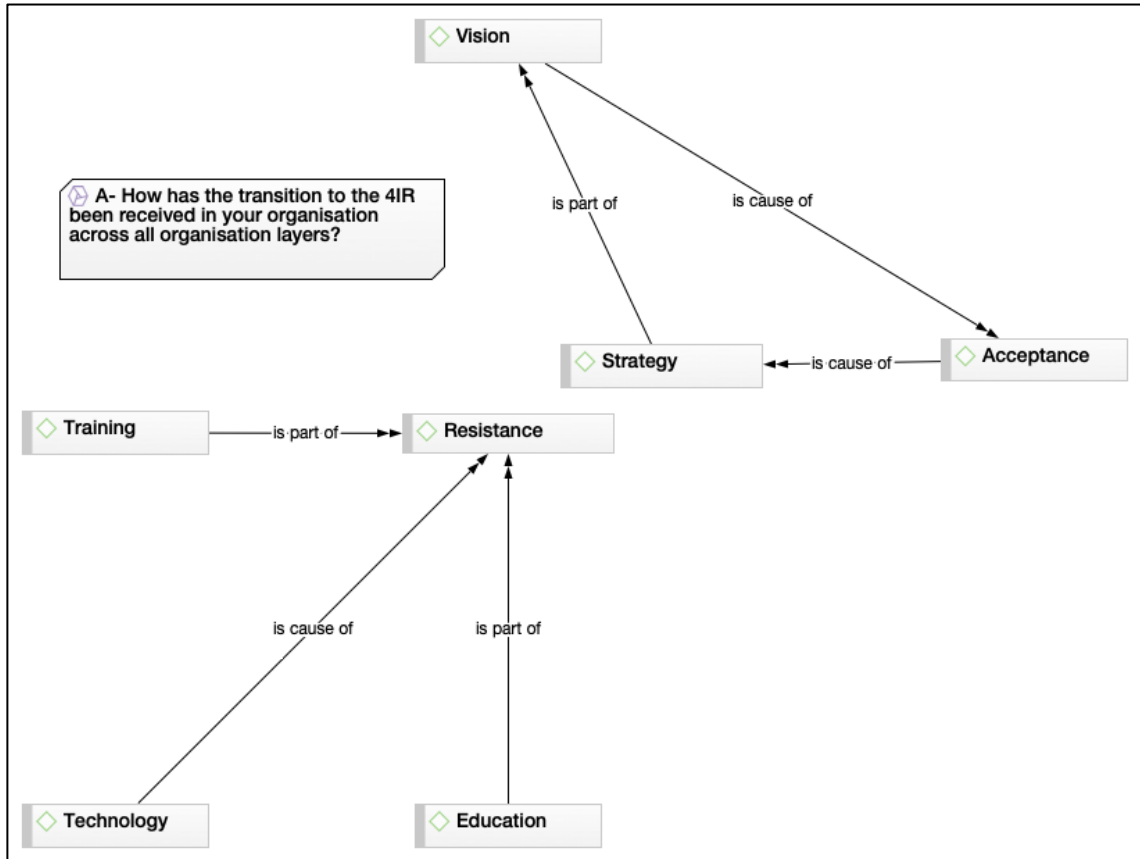 Vision
A- How has the transition to the 4IR
been received in your organisation
across all organisation layers?
is part of
is cause of
Strategy
is cause of
Acceptance
Training
is part of
Resistance
is cause of
is part of
Technology
Education